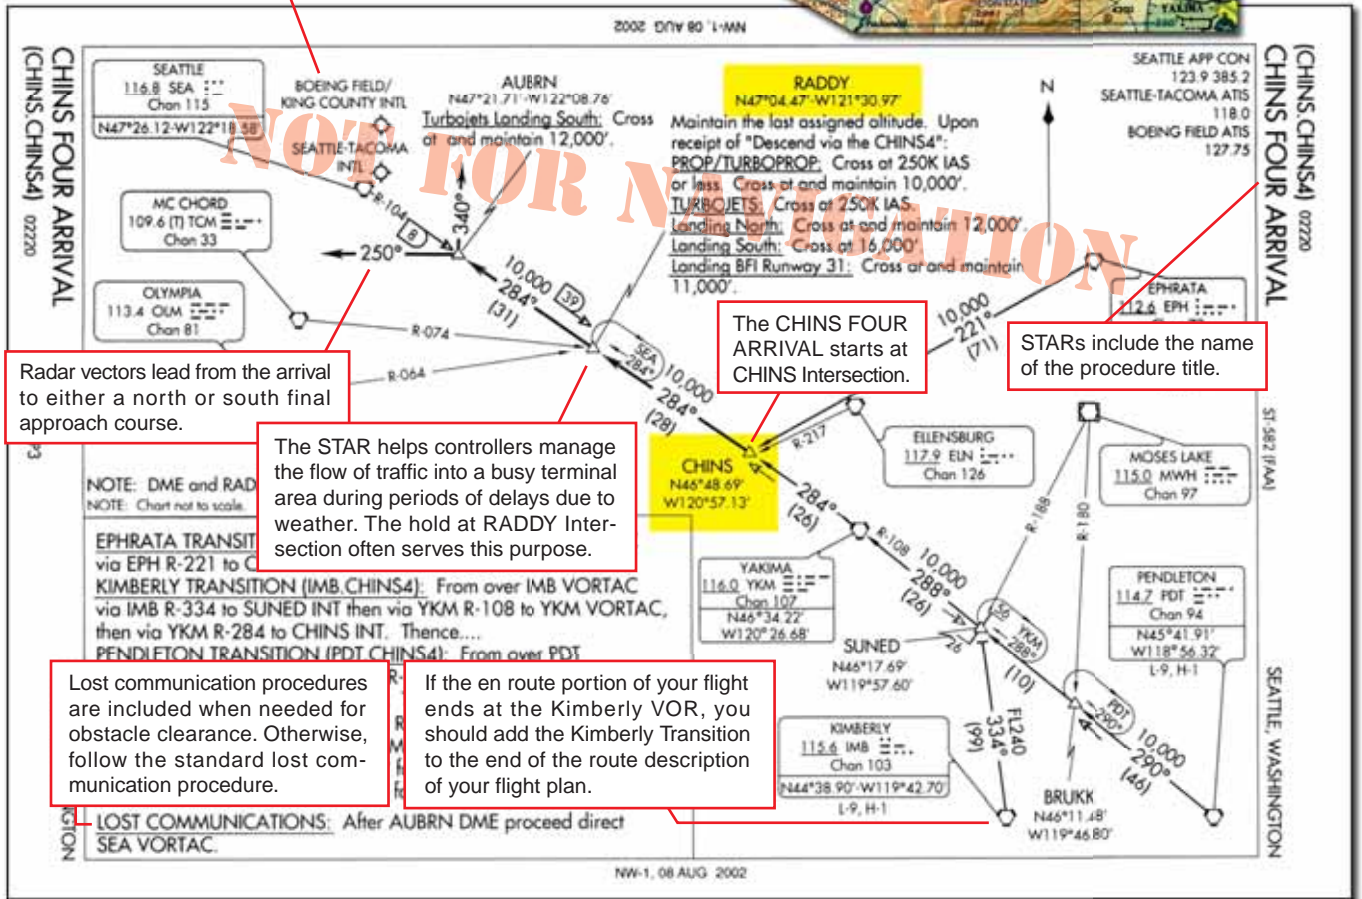 YAKIMA
NW-1, 08 AUG 2002
CHINS FOUR ARRIVAL
(CHINS.CHINS4) 02220
SEATTLE
116.8 SEA
Chan 115
N47°26.12-W122°18.58'
BOEING FIELD/
KING COUNTY INTL
SEATTLE-TACOMA
INTL
AUBRN
N47°21.71'-W122°08.76'
Turbojets Landing South: Cross
at and maintain 12,000'.
RADDY
N47°04.47'-W121°30.97'
Maintain the last assigned altitude. Upon
receipt of "Descend via the CHINS4":
PROP/TURBOPROP: Cross at 250K IAS
or less. Cross at and maintain 10,000'.
TURBOJETS: Cross at 250K IAS.
Landing North: Cross at and maintain 12,000'.
Landing South: Cross at 16,000'.
Landing BFI Runway 31: Cross at and maintain
11,000'.
N
SEATTLE APP CON
123.9 385.2
SEATTLE-TACOMA ATIS
118.0
BOEING FIELD ATIS
127.75
(CHINS.CHINS4) 02220
CHINS FOUR ARRIVAL
NOT FOR NAVIGATION
MC CHORD
109.6 (T) TCM
Chan 33
R-104
8
340°
250°
OLYMPIA
113.4 OLM
Chan 81
10,000
284°
(31)
39
R-074
R-064
SEA
284°
10,000
284°
(28)
EPHRATA
112.6 EPH
10,000
221°
(71)
Radar vectors lead from the arrival
to either a north or south final
approach course.
The CHINS FOUR
ARRIVAL starts at
CHINS Intersection.
STARs include the name
of the procedure title.
The STAR helps controllers manage
the flow of traffic into a busy terminal
area during periods of delays due to
weather. The hold at RADDY Inter-
section often serves this purpose.
CHINS
N46°48.69'
W120°57.13'
R-217
ELLENSBURG
117.9 ELN
Chan 126
MOSES LAKE
115.0 MWH
Chan 97
ST-582 (FAA)
P3
NOTE: DME and RAD
NOTE: Chart not to scale.
284°
(26)
R-188
R-180
EPHRATA TRANSIT
via EPH R-221 to C
KIMBERLY TRANSITION (IMB.CHINS4): From over IMB VORTAC
via IMB R-334 to SUNED INT then via YKM R-108 to YKM VORTAC,
then via YKM R-284 to CHINS INT. Thence....
PENDLETON TRANSITION (PDT.CHINS4): From over PDT
R-108
10,000
288°
(26)
YAKIMA
116.0 YKM
Chan 107
N46°34.22'
W120°26.68'
SUNED
N46°17.69'
W119°57.60'
56
26
YKM
288°
(10)
PENDLETON
114.7 PDT
Chan 94
N45°41.91'
W118°56.32'
L-9, H-1
Lost communication procedures
are included when needed for
obstacle clearance. Otherwise,
follow the standard lost com-
munication procedure.
If the en route portion of your flight
ends at the Kimberly VOR, you
should add the Kimberly Transition
to the end of the route description
of your flight plan.
KIMBERLY
115.6 IMB
Chan 103
N44°38.90'-W119°42.70'
L-9, H-1
FL240
334°
(99)
PDT
290°
10,000
290°
(46)
BRUKK
N46°11.48'
W119°46.80'
SEATTLE, WASHINGTON
NGTON
LOST COMMUNICATIONS: After AUBRN DME proceed direct
SEA VORTAC.
NW-1, 08 AUG 2002